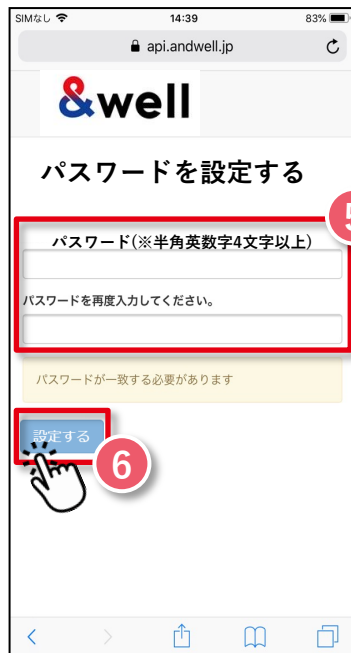 SIMなし 14:39 83%
api.andwell.jp
&well
パスワードを設定する
5
パスワード(※半角英数字4文字以上)
パスワードを再度入力してください。
パスワードが一致する必要があります
設定する
6